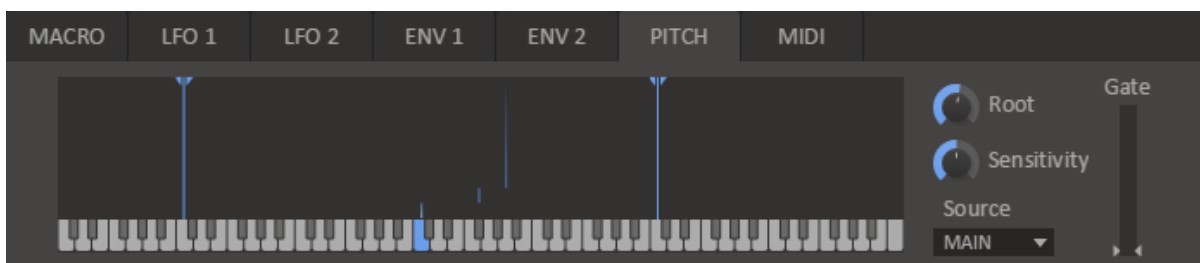 MACRO LFO 1 LFO 2 ENV 1 ENV 2 PITCH MIDI
Gate
Root
Sensitivity
Source
MAIN